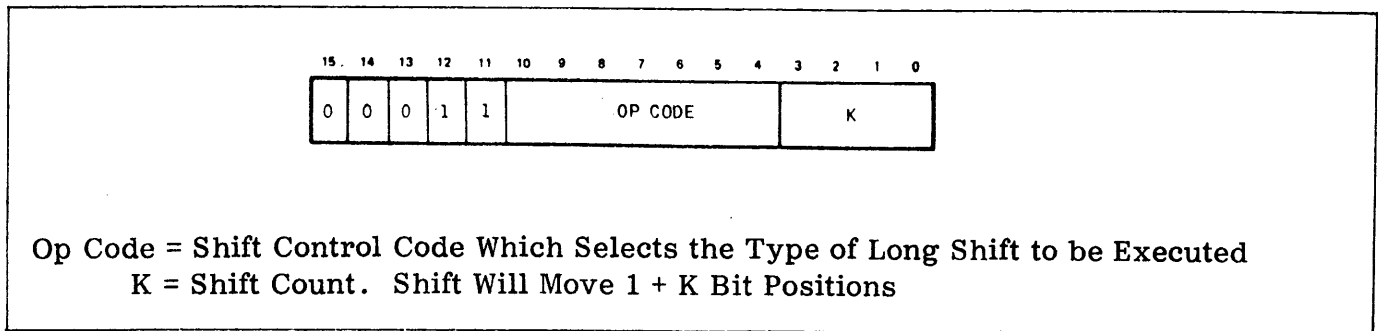 15. 14 13 12 11 10 9 8 7 6 5 4 3 2 1 0
0 0 0 1 1 OP CODE K
Op Code = Shift Control Code Which Selects the Type of Long Shift to be Executed
K = Shift Count. Shift Will Move 1 + K Bit Positions